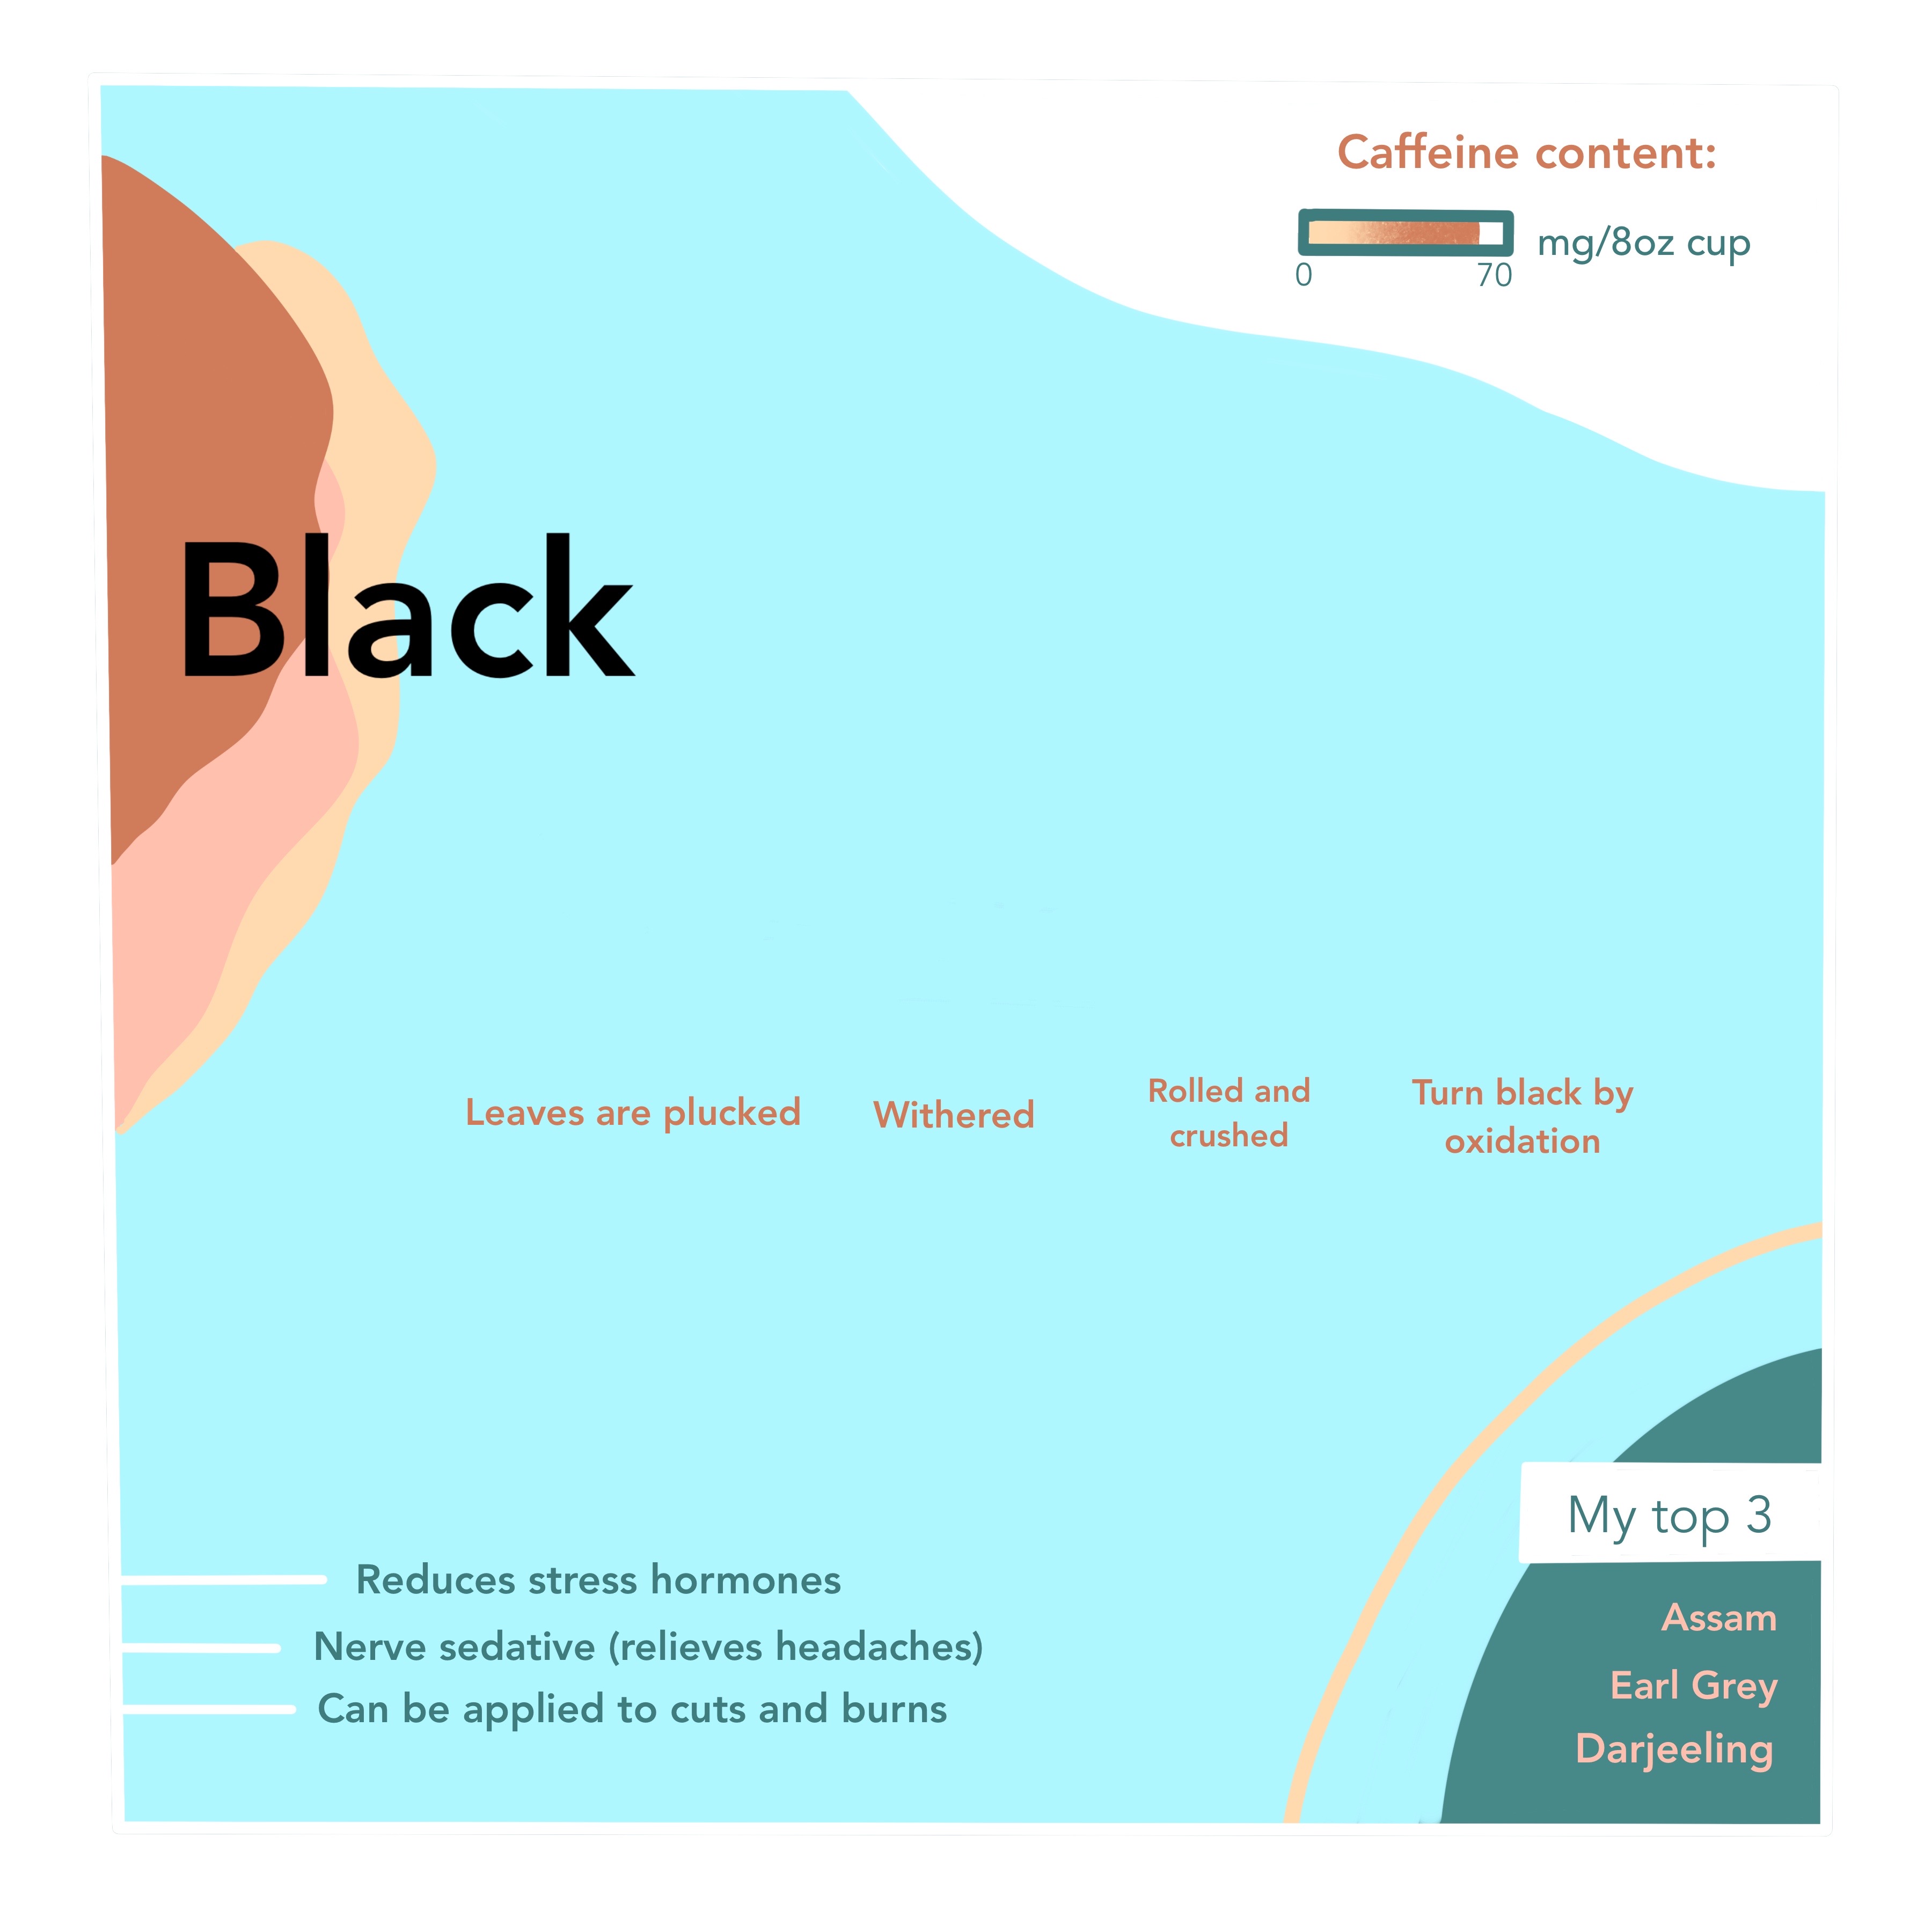 Caffeine content:
mg/8oz cup
0 70
Black
Leaves are plucked
Withered
Rolled and
crushed
Turn black by
oxidation
Reduces stress hormones
Nerve sedative (relieves headaches)
Can be applied to cuts and burns
My top 3
Assam
Earl Grey
Darjeeling